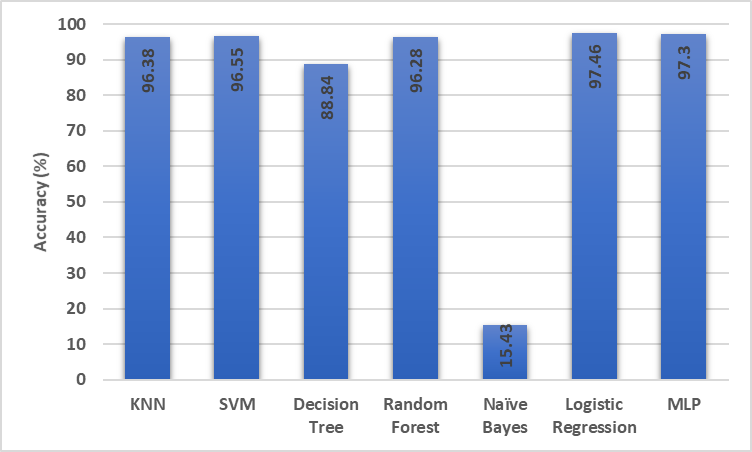 100
90
80
70
60
50
40
30
20
10
0
Accuracy (%)
96.38
96.55
88.84
96.28
15.43
97.46
97.3
KNN
SVM
Decision
Tree
Random
Forest
Naïve
Bayes
Logistic
Regression
MLP